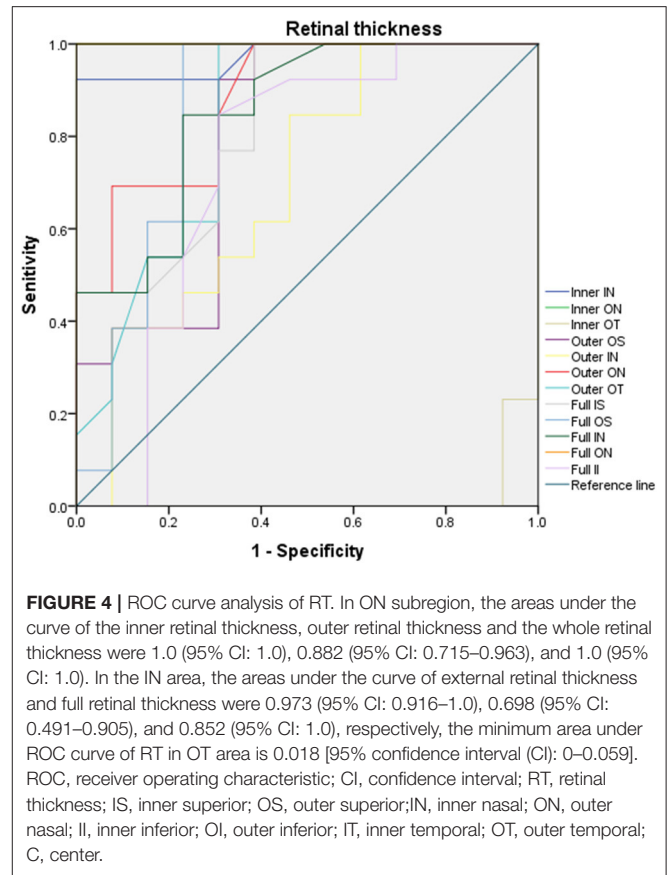 Retinal thickness
1.0
0.8
0.6
0.4
0.2
0.0
Senitivity
0.0 0.2 0.4 0.6 0.8 1.0
1 - Specificity
Inner IN
Inner ON
Inner OT
Outer OS
Outer IN
Outer ON
Outer OT
Full IS
Full OS
Full IN
Full ON
Full II
Reference line
FIGURE 4 | ROC curve analysis of RT. In ON subregion, the areas under the
curve of the inner retinal thickness, outer retinal thickness and the whole retinal
thickness were 1.0 (95% CI: 1.0), 0.882 (95% CI: 0.715–0.963), and 1.0 (95%
CI: 1.0). In the IN area, the areas under the curve of external retinal thickness
and full retinal thickness were 0.973 (95% CI: 0.916–1.0), 0.698 (95% CI:
0.491–0.905), and 0.852 (95% CI: 1.0), respectively, the minimum area under
ROC curve of RT in OT area is 0.018 [95% confidence interval (CI): 0–0.059].
ROC, receiver operating characteristic; CI, confidence interval; RT, retinal
thickness; IS, inner superior; OS, outer superior;IN, inner nasal; ON, outer
nasal; II, inner inferior; OI, outer inferior; IT, inner temporal; OT, outer temporal;
C, center.